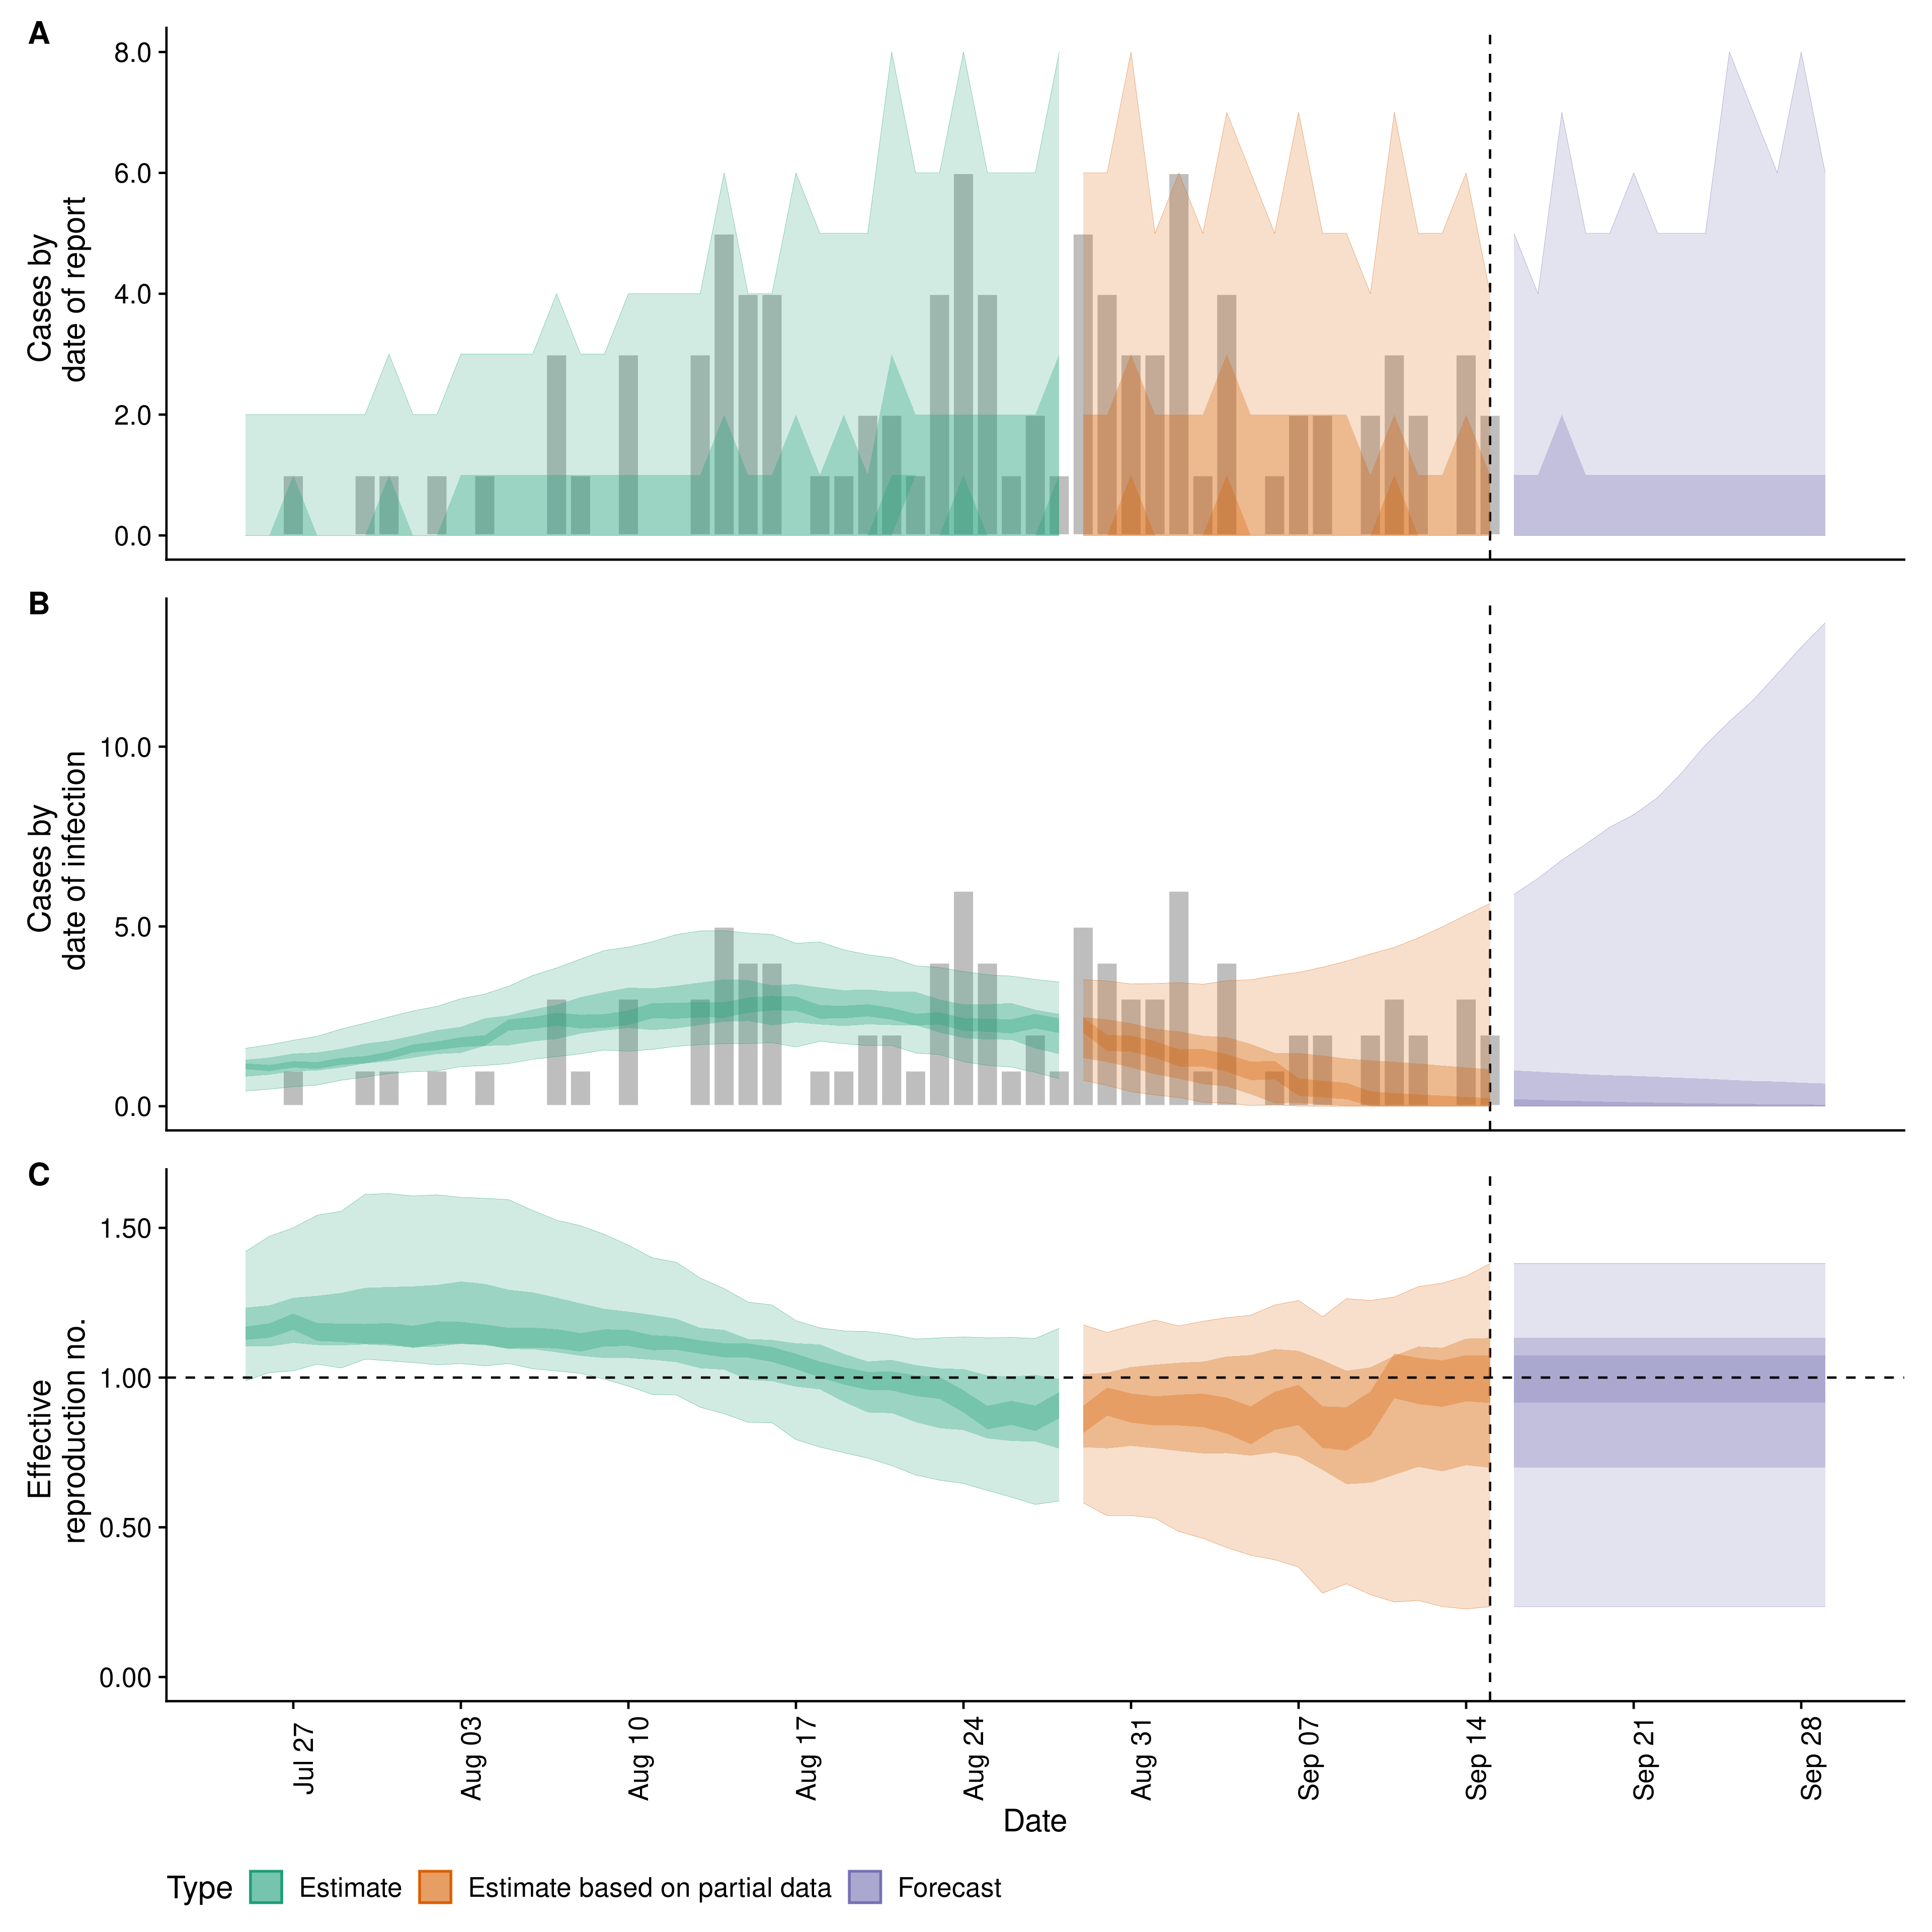 A
Cases by
date of report
8.0
6.0
4.0
2.0
0.0
B
Cases by
date of infection
10.0
5.0
0.0
C
Effective
reproduction no.
1.50
1.00
0.50
0.00
Jul 27
Aug 03
Aug 10
Aug 17
Aug 24
Aug 31
Sep 07
Sep 14
Sep 21
Sep 28
Date
Type
Estimate
Estimate based on partial data
Forecast